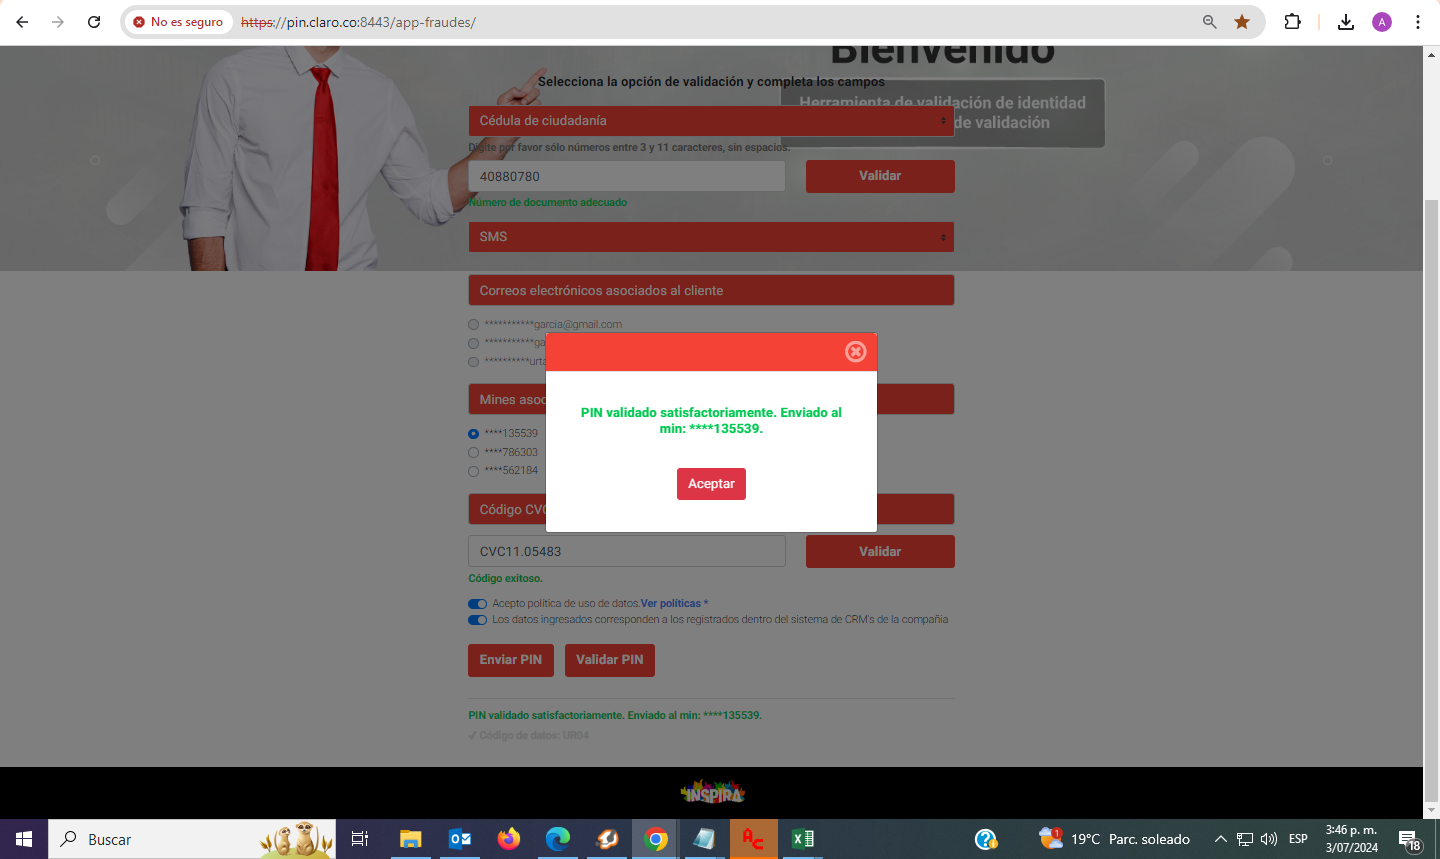 No es seguro
https://pin.claro.co:8443/app-fraudes/
A
Bienvenido
Selecciona la opción de validación y completa los campos
Herramienta de validación de identidad
de validación
Cédula de ciudadanía
Digite por favor sólo números entre 3 y 11 caracteres, sin espacios.
40880780
Validar
Número de documento adecuado
SMS
Correos electrónicos asociados al cliente
***********garcia@gmail.com
***********ga
**********urta
Mines asoc
****135539
****786303
****562184
PIN validado satisfactoriamente. Enviado al
min: ****135539.
Aceptar
Código CVC
CVC11.05483
Validar
Código exitoso.
Acepto política de uso de datos.Ver políticas *
Los datos ingresados corresponden a los registrados dentro del sistema de CRM's de la compañia
Enviar PIN
Validar PIN
PIN validado satisfactoriamente. Enviado al min: ****135539.
✔ Código de datos: UR04
INSPIRA
Buscar
19°C Parc. soleado
ESP
3:46 p. m.
3/07/2024
18